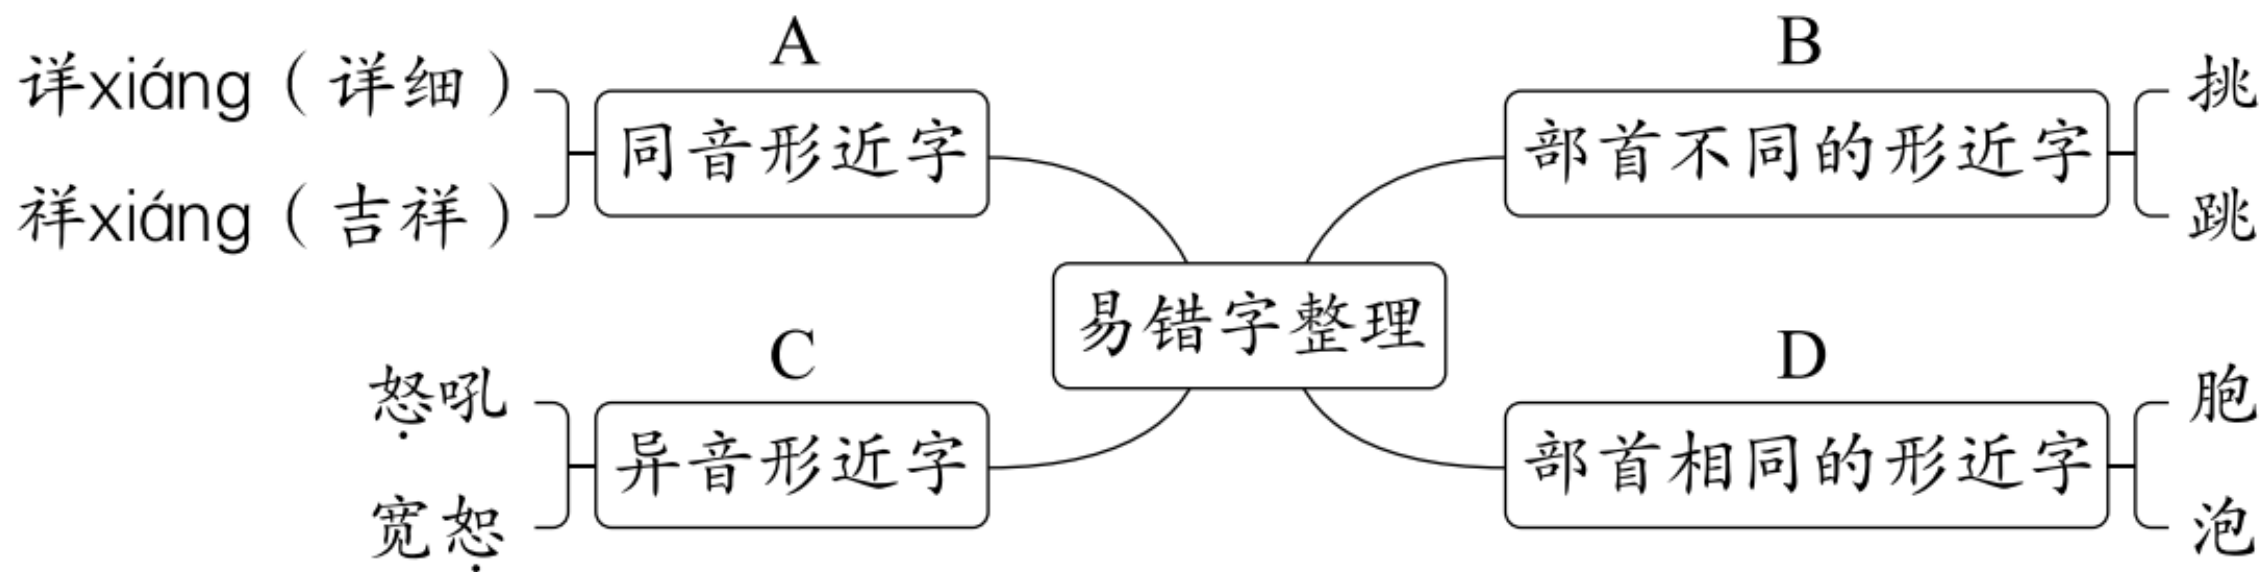 A
详xiáng（详细）
祥xiáng（吉祥）
同音形近字
B
部首不同的形近字
挑
跳
易错字整理
C
怒吼
宽恕
异音形近字
D
部首相同的形近字
胞
泡